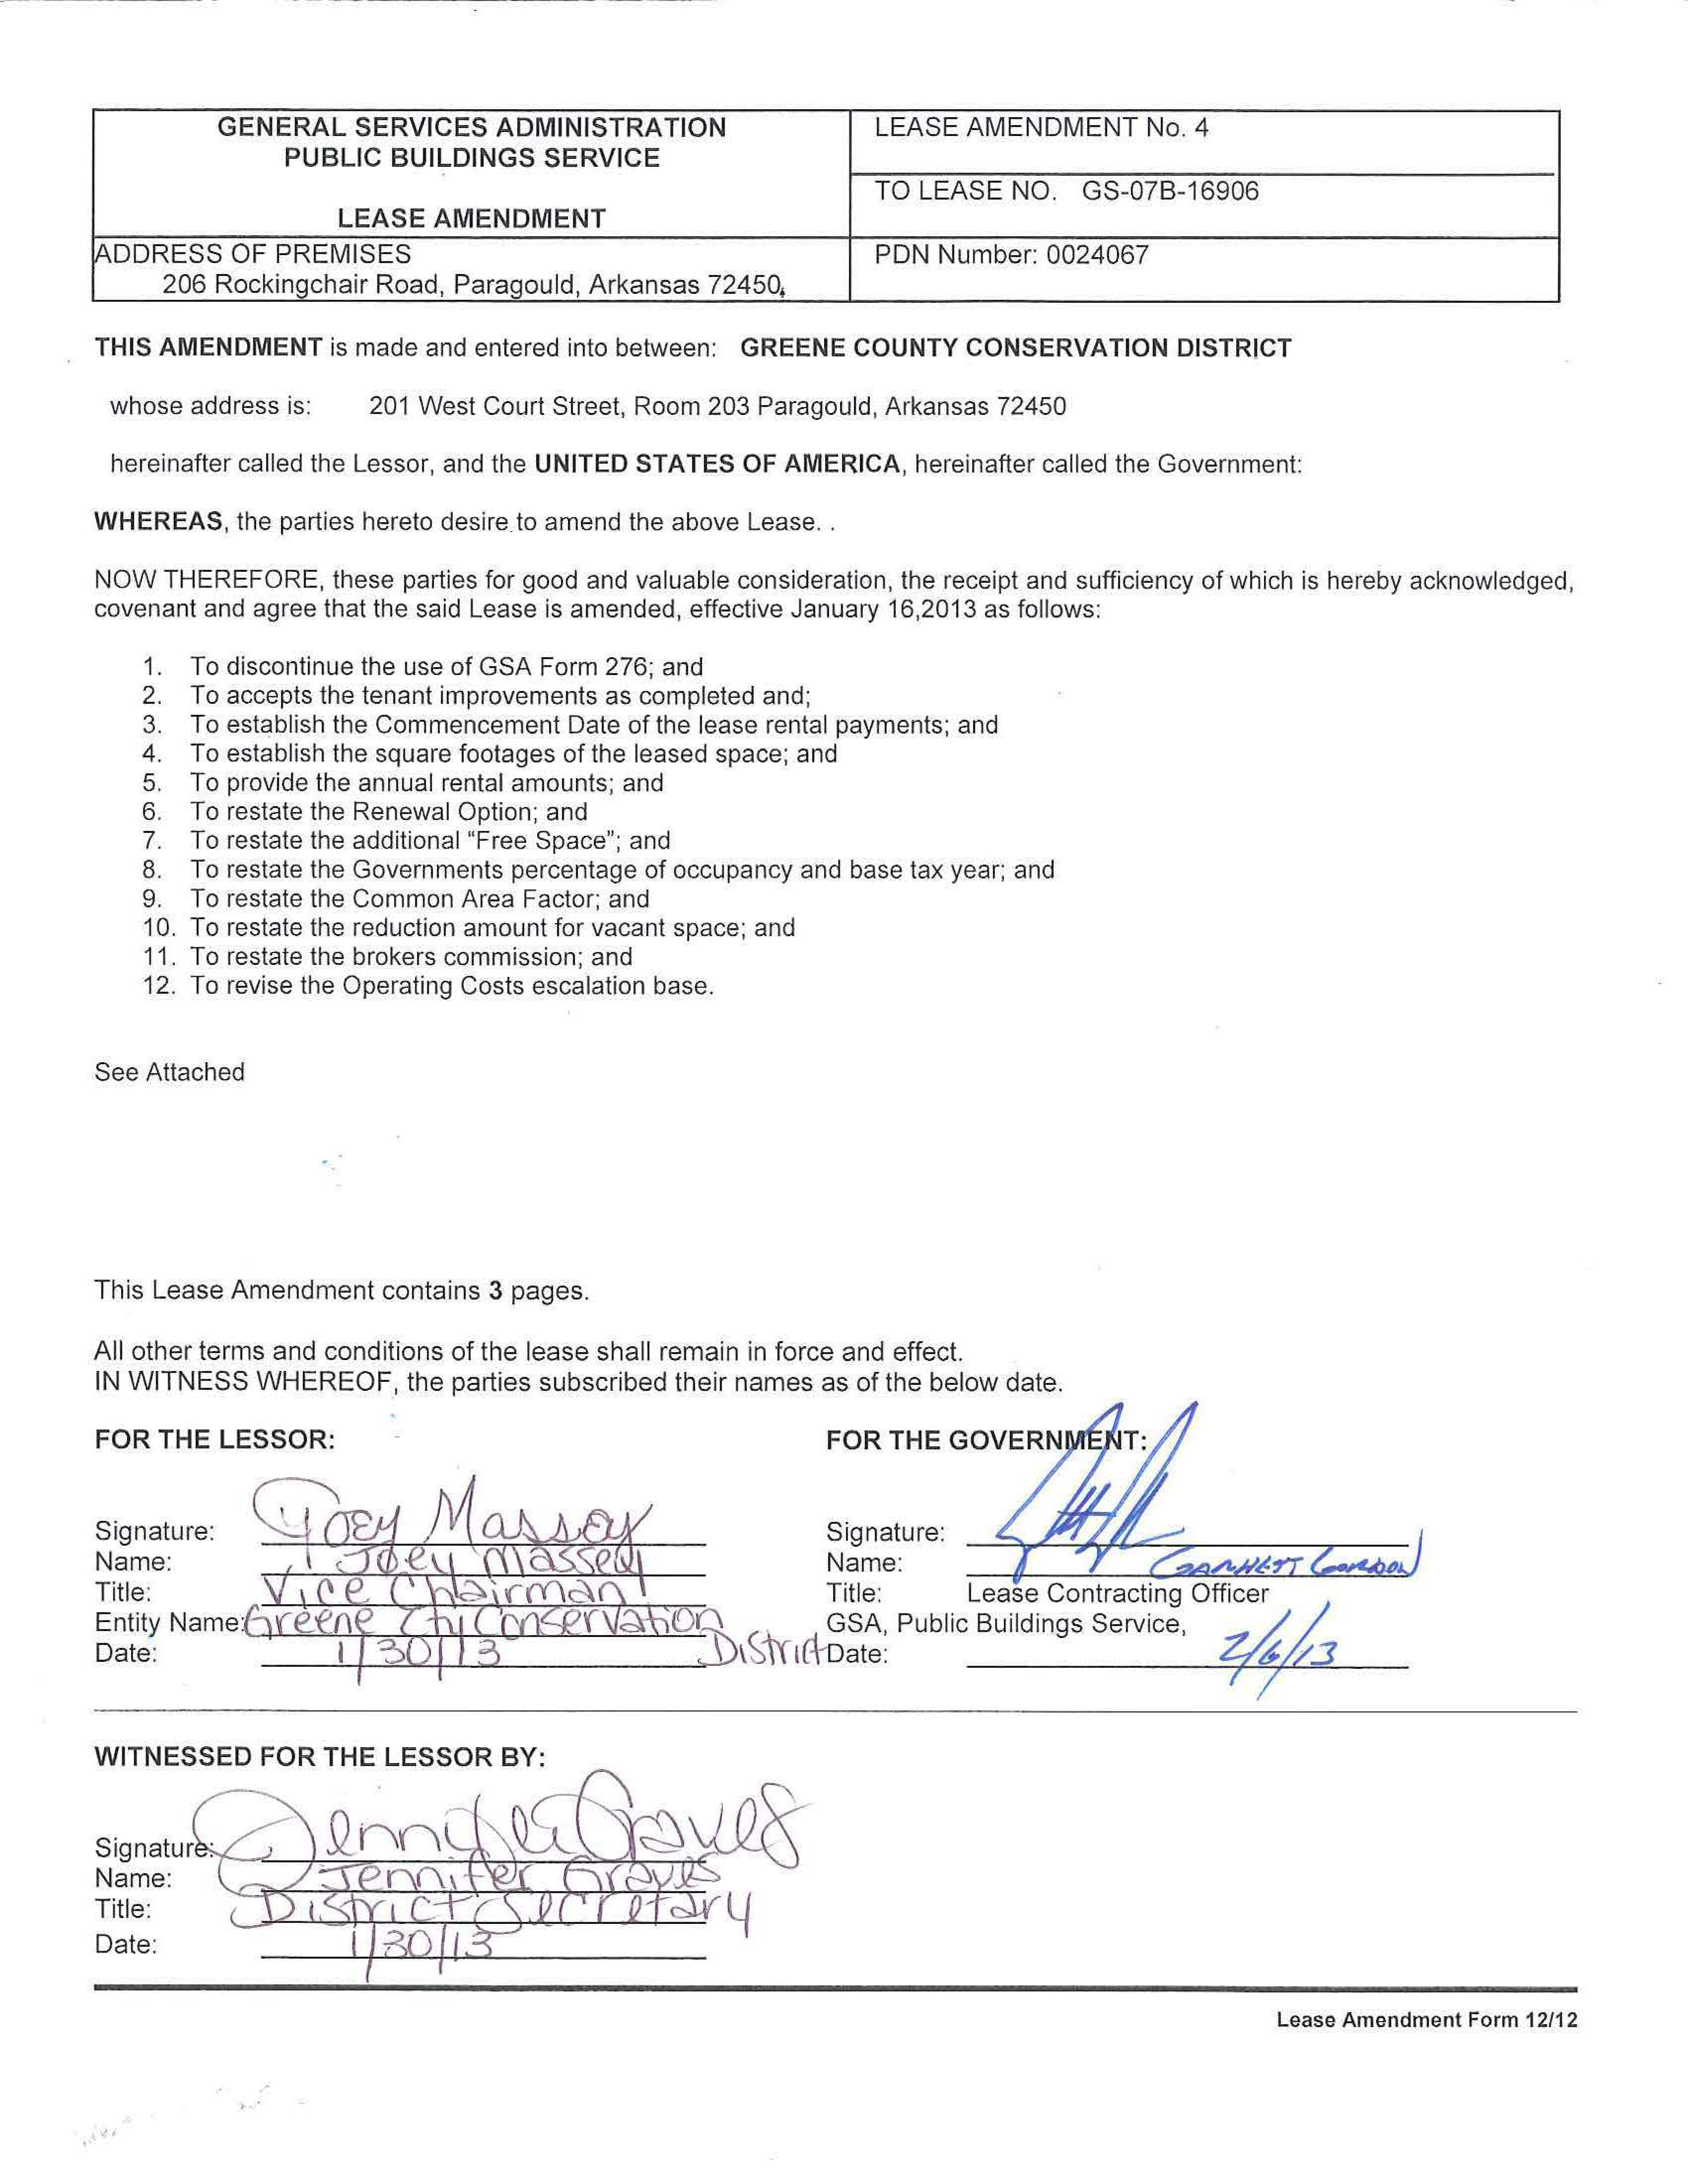 GENERAL SERVICES ADMINISTRATION
PUBLIC BUILDINGS SERVICE
LEASE AMENDMENT
LEASE AMENDMENT No. 4
TO LEASE NO. GS-07B-16906
ADDRESS OF PREMISES
206 Rockingchair Road, Paragould, Arkansas 72450,
PDN Number: 0024067
THIS AMENDMENT is made and entered into between: GREENE COUNTY CONSERVATION DISTRICT
whose address is: 201 West Court Street, Room 203 Paragould, Arkansas 72450
hereinafter called the Lessor, and the UNITED STATES OF AMERICA, hereinafter called the Government:
WHEREAS, the parties hereto desire to amend the above Lease. .
NOW THEREFORE, these parties for good and valuable consideration, the receipt and sufficiency of which is hereby acknowledged,
covenant and agree that the said Lease is amended, effective January 16,2013 as follows:
1. To discontinue the use of GSA Form 276; and
2. To accepts the tenant improvements as completed and;
3. To establish the Commencement Date of the lease rental payments; and
4. To establish the square footages of the leased space; and
5. To provide the annual rental amounts; and
6. To restate the Renewal Option; and
7. To restate the additional "Free Space"; and
8. To restate the Governments percentage of occupancy and base tax year; and
9. To restate the Common Area Factor; and
10. To restate the reduction amount for vacant space; and
11. To restate the brokers commission; and
12. To revise the Operating Costs escalation base.
See Attached
This Lease Amendment contains 3 pages.
All other terms and conditions of the lease shall remain in force and effect.
IN WITNESS WHEREOF, the parties subscribed their names as of the below date.
FOR THE LESSOR:
Signature: Joey Massey
Name: Joey Massey
Title: Vice Chairman
Entity Name: Greene Cty Conservation District
Date: 1/30/13
FOR THE GOVERNMENT:
Signature:
Name: GARHETT GORDON
Title: Lease Contracting Officer
GSA, Public Buildings Service,
Date: 2/6/13
WITNESSED FOR THE LESSOR BY:
Signature: Jennifer Graves
Name: Jennifer Graves
Title: District Secretary
Date: 1/30/13
Lease Amendment Form 12/12